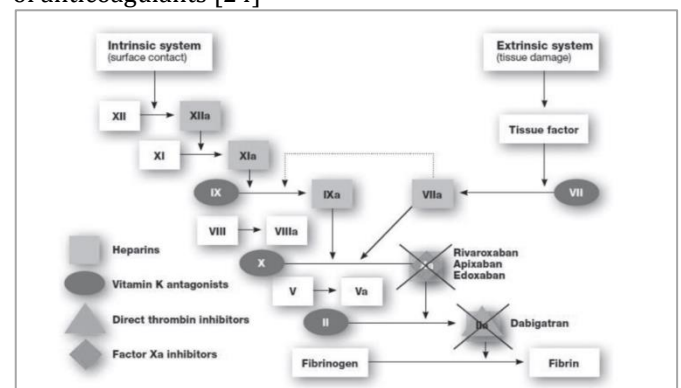 of anticoagulants [24]
Intrinsic system
(surface contact)
Extrinsic system
(tissue damage)
XII
XIIa
Tissue factor
XI
XIa
IX
IXa
VIIa
VII
VIII
VIIIa
Heparins
X
Rivaroxaban
Apixaban
Edoxaban
Vitamin K antagonists
V
Va
Direct thrombin inhibitors
II
IIa
Dabigatran
Factor Xa inhibitors
Fibrinogen
Fibrin